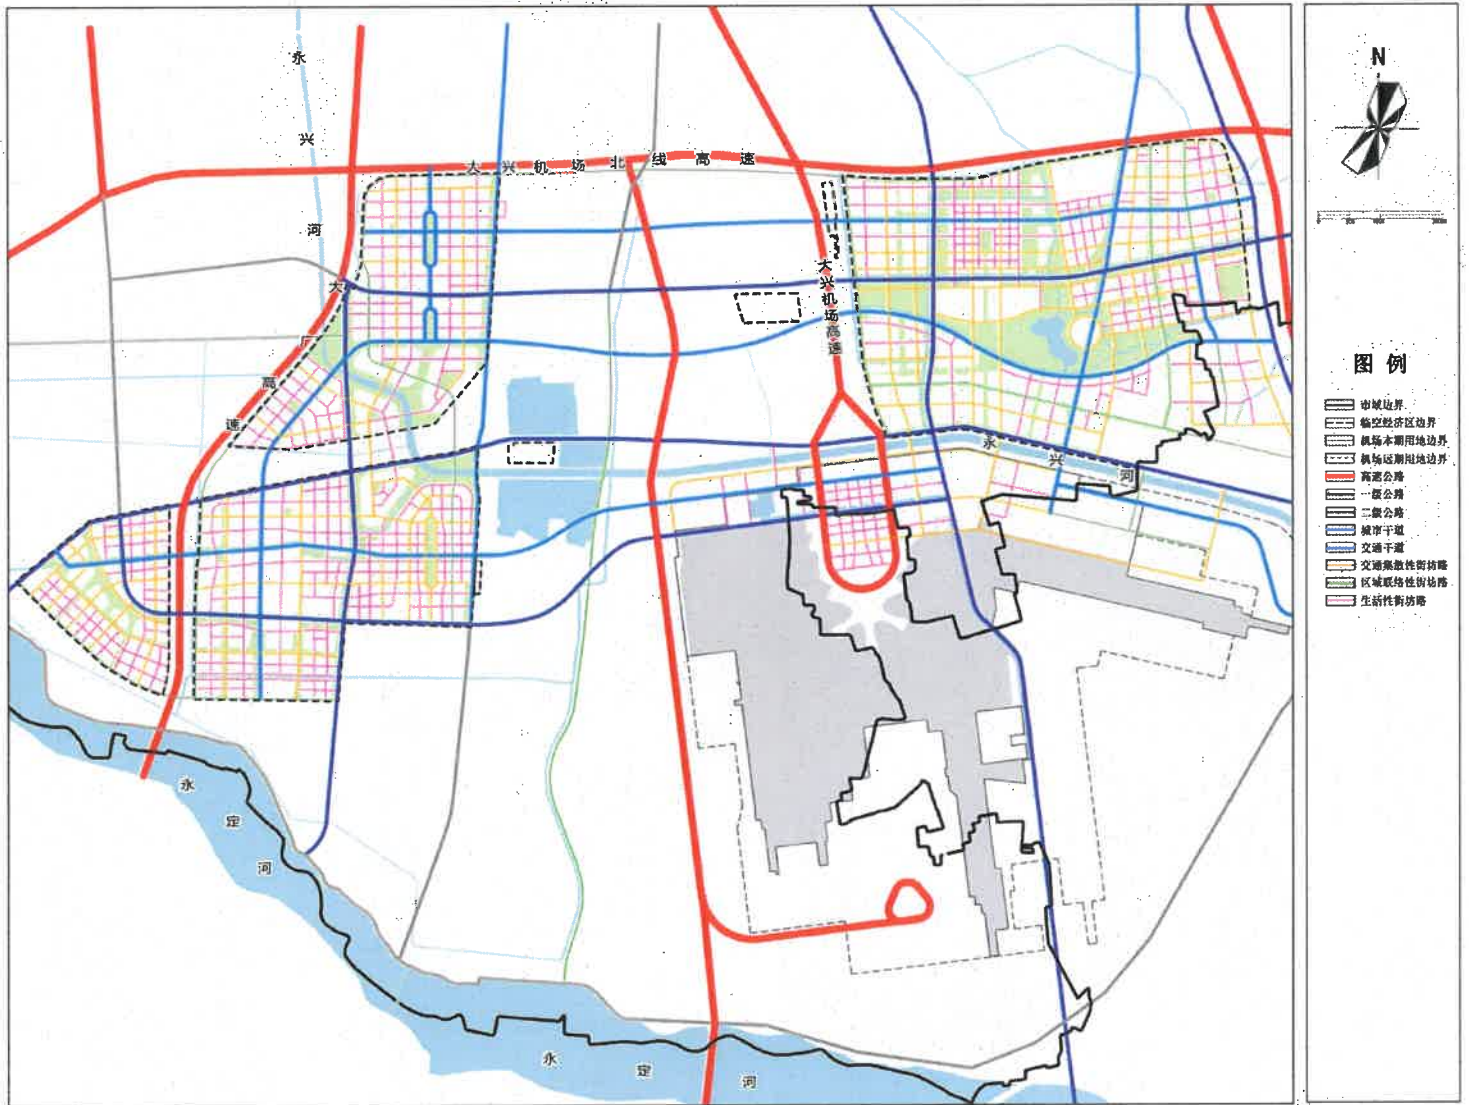 永兴河
大兴机场北线高速
大广高速
大兴机场高速
永兴河
永定河
永定河
N
图例
市域边界
临空经济区边界
机场本期用地边界
机场远期用地边界
高速公路
一级公路
二级公路
城市干道
交通干道
交通集散性街坊路
区域联络性街坊路
生活性街坊路